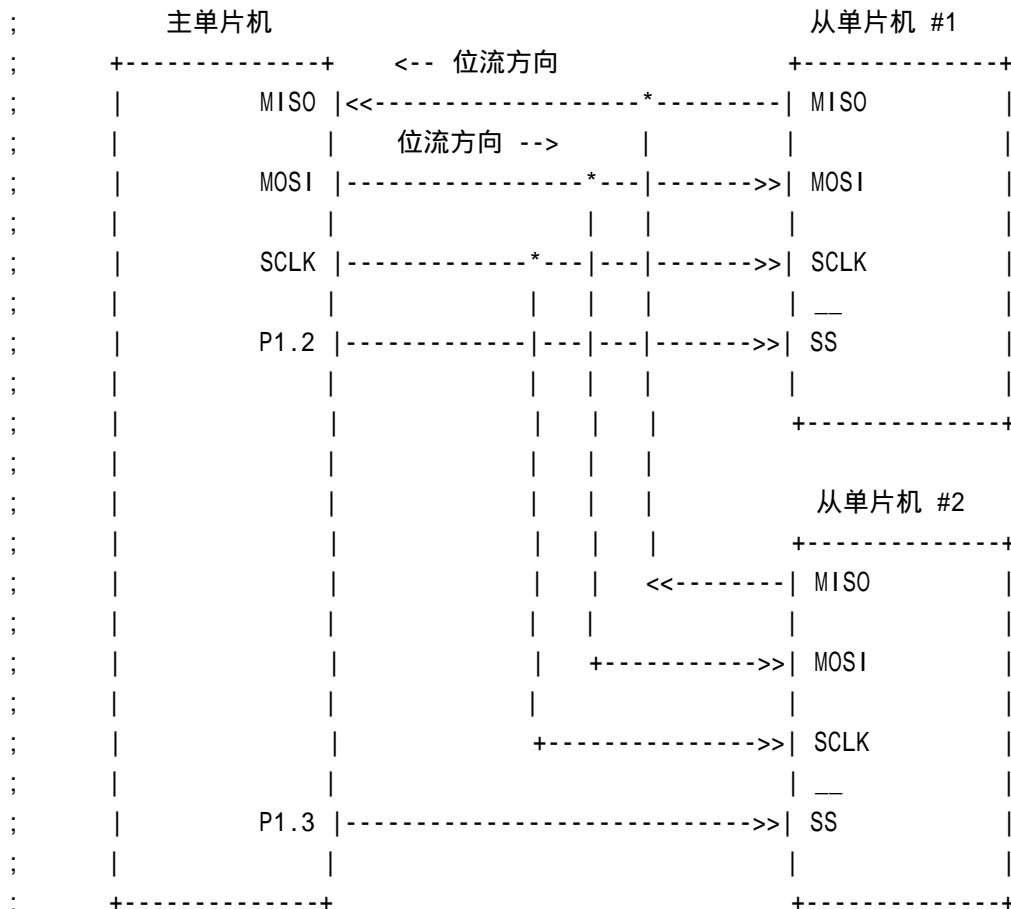 ;          主单片机                                      从单片机 #1
;      +--------------+    <-- 位流方向                 +--------------+
;      |         MISO |<<---------------------*---------| MISO         |
;      |              |    位流方向 -->       |         |              |
;      |         MOSI |-----------------*---|------->>| MOSI         |
;      |              |                 |   |         |              |
;      |         SCLK |-------------*---|---|------->>| SCLK         |
;      |              |             |   |   |         | __           |
;      |         P1.2 |-------------|---|---|------->>| SS           |
;      |              |             |   |   |         |              |
;      |              |             |   |   |         +--------------+
;      |              |             |   |   |
;      |              |             |   |   |           从单片机 #2
;      |              |             |   |   |         +--------------+
;      |              |             |   |   <<--------| MISO         |
;      |              |             |   |             |              |
;      |              |             |   +----------->>| MOSI         |
;      |              |             |                 |              |
;      |              |             +--------------->>| SCLK         |
;      |              |                               | __           |
;      |         P1.3 |----------------------------->>| SS           |
;      |              |                               |              |
;      +--------------+                               +--------------+